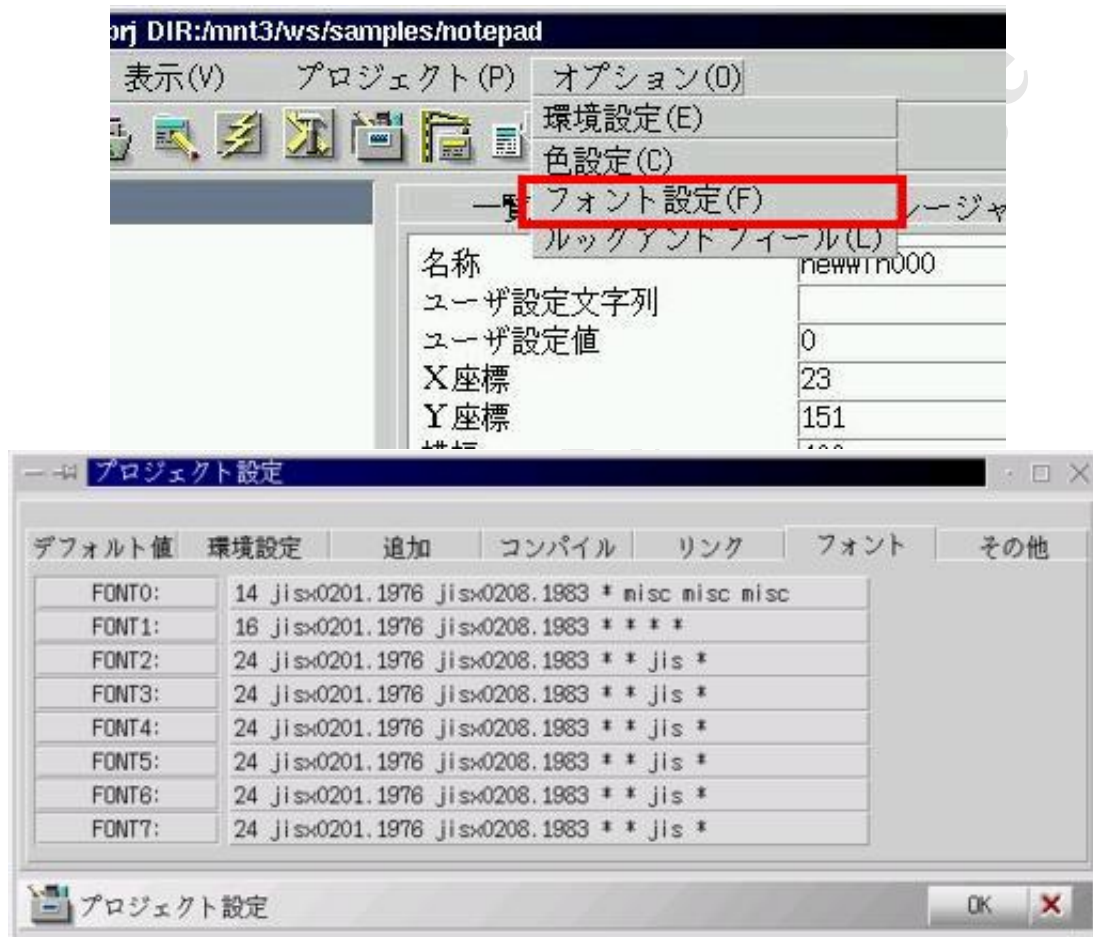 prj DIR:/mnt3/ws/samples/notepad
表示(V) プロジェクト(P) オプション(O)
環境設定(E)
色設定(C)
フォント設定(F)
ルックアンドフィール(L)
名称 newwin000
ユーザ設定文字列
ユーザ設定値 0
X座標 23
Y座標 151
プロジェクト設定
デフォルト値 環境設定 追加 コンパイル リンク フォント その他
FONT0: 14 jisx0201.1976 jisx0208.1983 * misc misc misc
FONT1: 16 jisx0201.1976 jisx0208.1983 * * * *
FONT2: 24 jisx0201.1976 jisx0208.1983 * * jis *
FONT3: 24 jisx0201.1976 jisx0208.1983 * * jis *
FONT4: 24 jisx0201.1976 jisx0208.1983 * * jis *
FONT5: 24 jisx0201.1976 jisx0208.1983 * * jis *
FONT6: 24 jisx0201.1976 jisx0208.1983 * * jis *
FONT7: 24 jisx0201.1976 jisx0208.1983 * * jis *
プロジェクト設定 OK